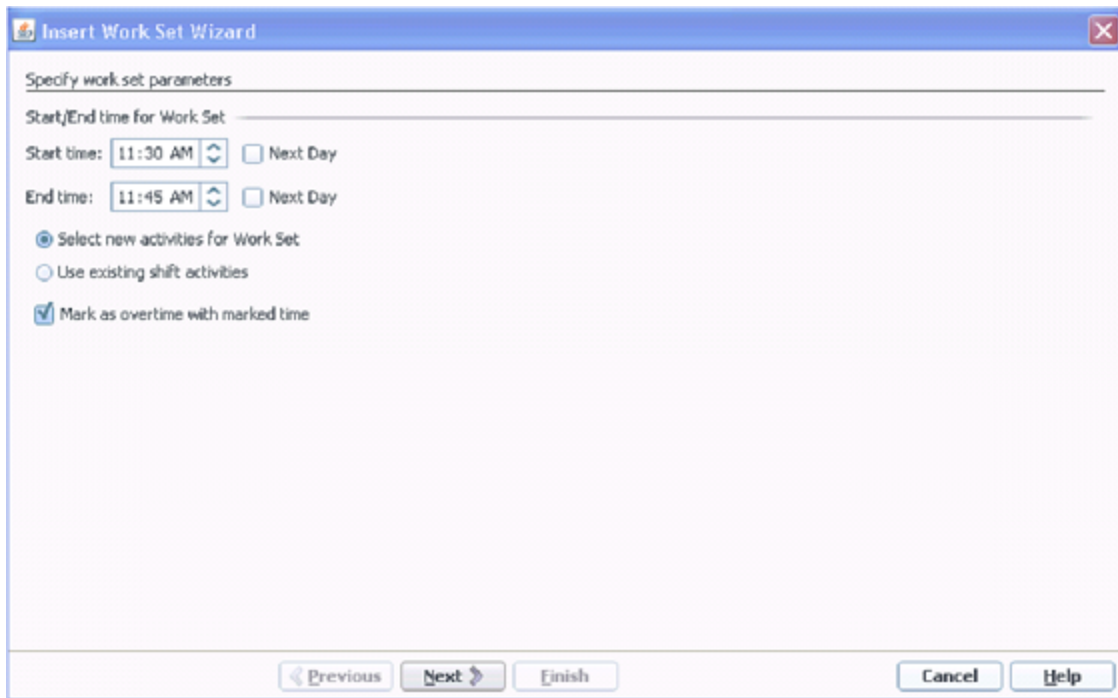 Insert Work Set Wizard
Specify work set parameters
Start/End time for Work Set
Start time: 11:30 AM Next Day
End time: 11:45 AM Next Day
Select new activities for Work Set
Use existing shift activities
Mark as overtime with marked time
Previous Next Finish Cancel Help